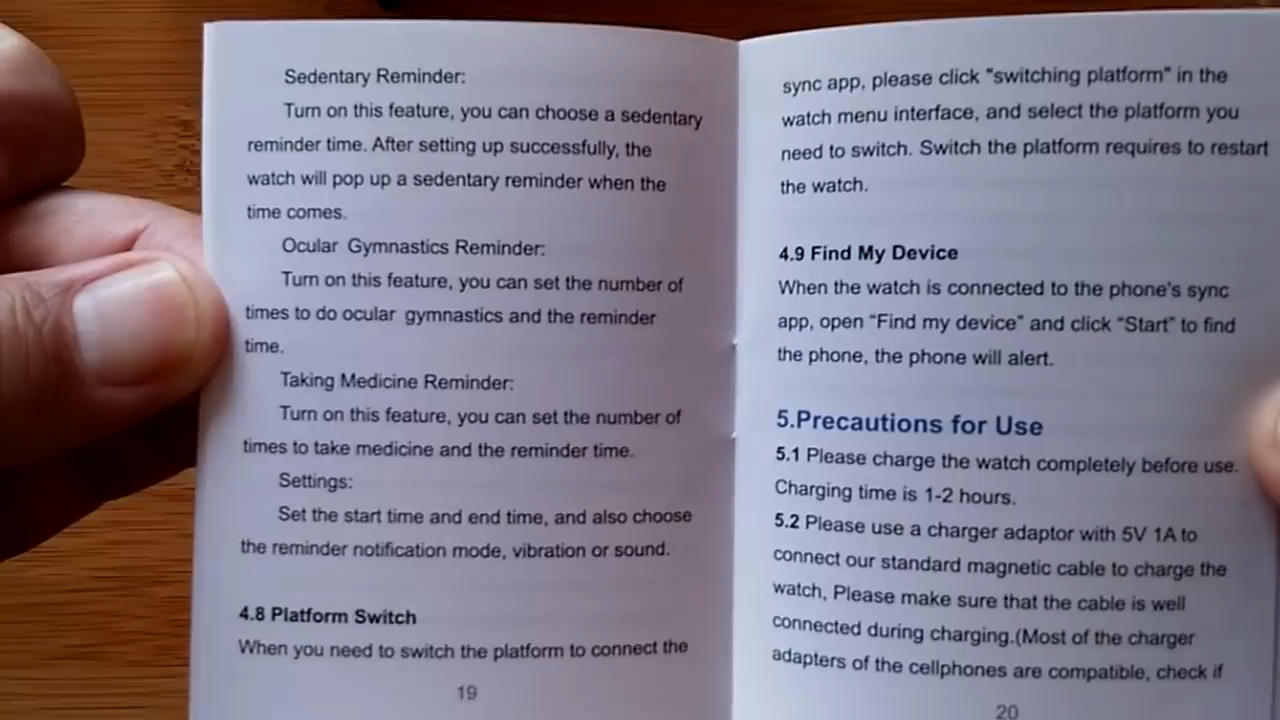 Sedentary Reminder:
Turn on this feature, you can choose a sedentary
reminder time. After setting up successfully, the
watch will pop up a sedentary reminder when the
time comes.
Ocular Gymnastics Reminder:
Turn on this feature, you can set the number of
times to do ocular gymnastics and the reminder
time.
Taking Medicine Reminder:
Turn on this feature, you can set the number of
times to take medicine and the reminder time.
Settings:
Set the start time and end time, and also choose
the reminder notification mode, vibration or sound.
4.8 Platform Switch
When you need to switch the platform to connect the
19
sync app, please click "switching platform" in the
watch menu interface, and select the platform you
need to switch. Switch the platform requires to restart
the watch.
4.9 Find My Device
When the watch is connected to the phone's sync
app, open “Find my device” and click “Start” to find
the phone, the phone will alert.
5.Precautions for Use
5.1 Please charge the watch completely before use.
Charging time is 1-2 hours.
5.2 Please use a charger adaptor with 5V 1A to
connect our standard magnetic cable to charge the
watch, Please make sure that the cable is well
connected during charging.(Most of the charger
adapters of the cellphones are compatible, check if
20